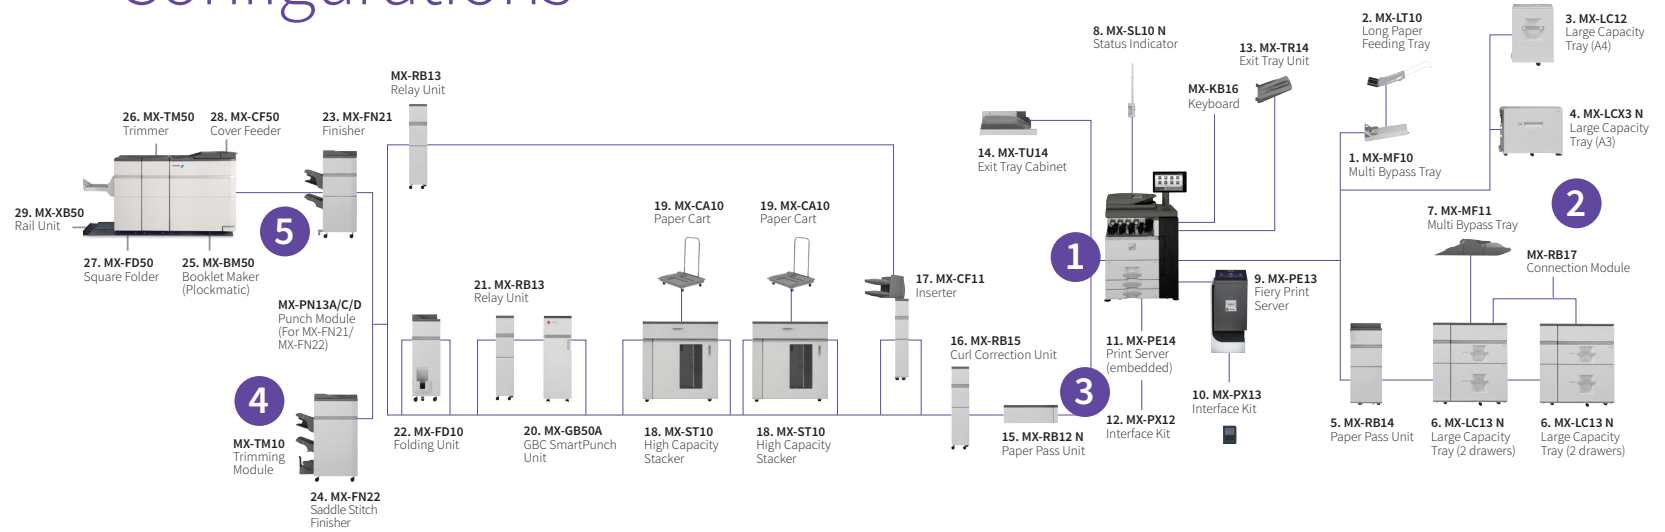 Configurations
8. MX-SL10 N
Status Indicator
13. MX-TR14
Exit Tray Unit
2. MX-LT10
Long Paper
Feeding Tray
3. MX-LC12
Large Capacity
Tray (A4)
MX-RB13
Relay Unit
MX-KB16
Keyboard
26. MX-TM50
Trimmer
28. MX-CF50
Cover Feeder
23. MX-FN21
Finisher
4. MX-LCX3 N
Large Capacity
Tray (A3)
14. MX-TU14
Exit Tray Cabinet
1. MX-MF10
Multi Bypass Tray
29. MX-XB50
Rail Unit
5
19. MX-CA10
Paper Cart
19. MX-CA10
Paper Cart
1
2
7. MX-MF11
Multi Bypass Tray
27. MX-FD50
Square Folder
25. MX-BM50
Booklet Maker
(Plockmatic)
MX-RB17
Connection Module
MX-PN13A/C/D
Punch Module
(For MX-FN21/
MX-FN22)
21. MX-RB13
Relay Unit
17. MX-CF11
Inserter
9. MX-PE13
Fiery Print
Server
16. MX-RB15
Curl Correction Unit
11. MX-PE14
Print Server
(embedded)
3
4
10. MX-PX13
Interface Kit
12. MX-PX12
Interface Kit
MX-TM10
Trimming
Module
22. MX-FD10
Folding Unit
20. MX-GB50A
GBC SmartPunch
Unit
18. MX-ST10
High Capacity
Stacker
18. MX-ST10
High Capacity
Stacker
15. MX-RB12 N
Paper Pass Unit
5. MX-RB14
Paper Pass Unit
6. MX-LC13 N
Large Capacity
Tray (2 drawers)
6. MX-LC13 N
Large Capacity
Tray (2 drawers)
24. MX-FN22
Saddle Stitch
Finisher